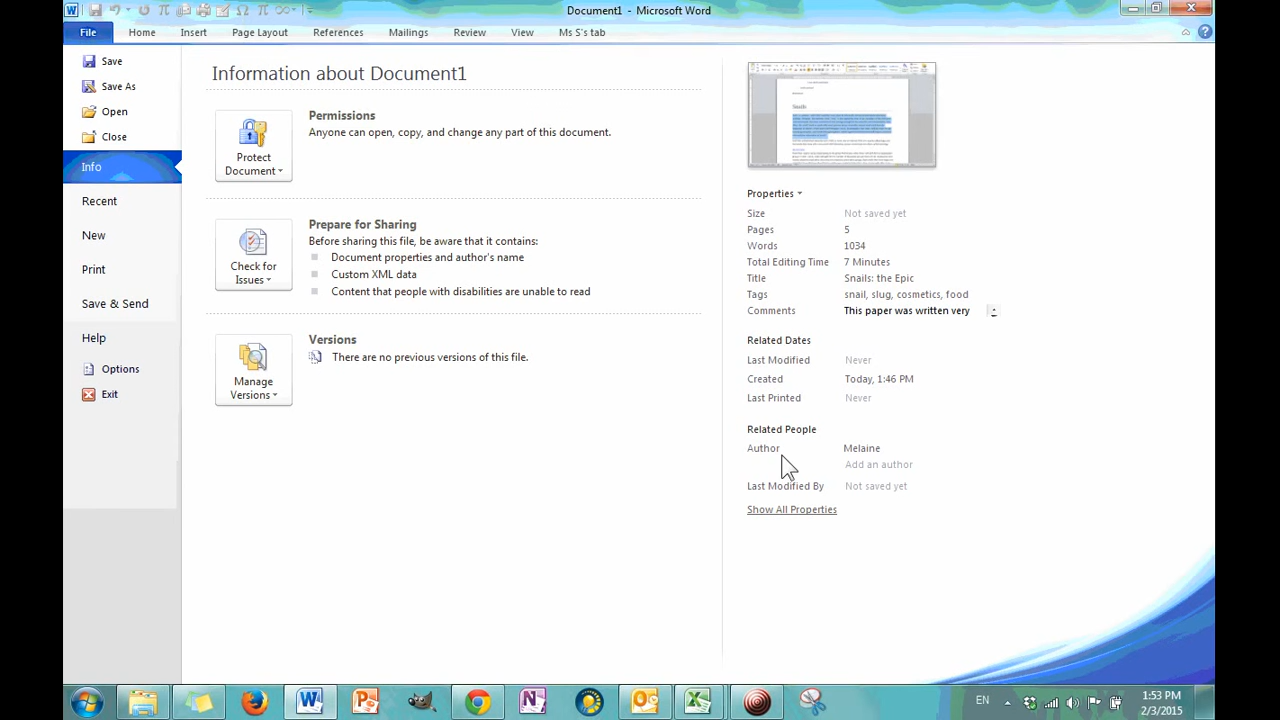 Document1 - Microsoft Word
File Home Insert Page Layout References Mailings Review View Ms S's tab
Save
Save As
Open
Close
Info
Recent
New
Print
Save & Send
Help
Options
Exit
Information about Document1
Protect
Document
Permissions
Anyone can open, copy, and change any part of this document.
Check for
Issues
Prepare for Sharing
Before sharing this file, be aware that it contains:
Document properties and author's name
Custom XML data
Content that people with disabilities are unable to read
Manage
Versions
Versions
There are no previous versions of this file.
Snails
Properties
Size Not saved yet
Pages 5
Words 1034
Total Editing Time 7 Minutes
Title Snails: the Epic
Tags snail, slug, cosmetics, food
Comments This paper was written very
Related Dates
Last Modified Never
Created Today, 1:46 PM
Last Printed Never
Related People
Author Melaine
Add an author
Last Modified By Not saved yet
Show All Properties
EN
1:53 PM
2/3/2015